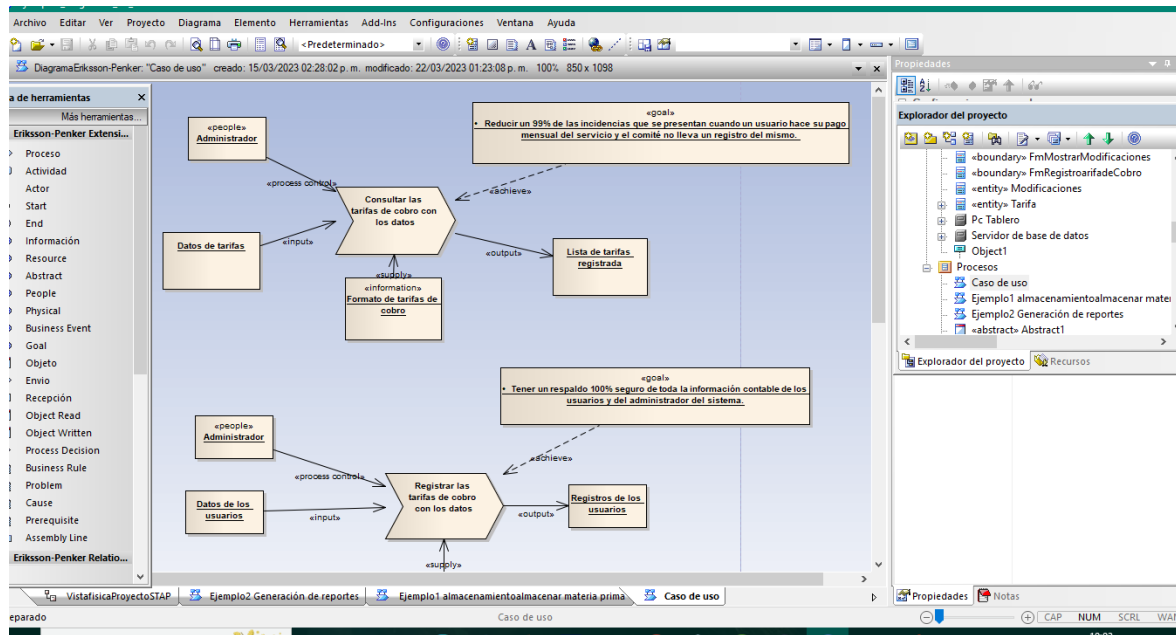 Archivo Editar Ver Proyecto Diagrama Elemento Herramientas Add-Ins Configuraciones Ventana Ayuda
<Predeterminado>
DiagramaEriksson-Penker: "Caso de uso" creado: 15/03/2023 02:28:02 p. m. modificado: 22/03/2023 01:23:08 p. m. 100% 850 x 1098
a de herramientas
Más herramientas...
Eriksson-Penker Extensi...
Proceso
Actividad
Actor
Start
End
Información
Resource
Abstract
People
Physical
Business Event
Goal
Objeto
Envio
Recepción
Object Read
Object Written
Process Decision
Business Rule
Problem
Cause
Prerequisite
Assembly Line
Eriksson-Penker Relatio...
«people»
Administrador
«goal»
• Reducir un 99% de las incidencias que se presentan cuando un usuario hace su pago
mensual del servicio y el comité no lleva un registro del mismo.
«process control»
«achieve»
Consultar las
tarifas de cobro con
los datos
Datos de tarifas
«input»
«output»
Lista de tarifas
registrada
«supply»
«information»
Formato de tarifas de
cobro
«goal»
• Tener un respaldo 100% seguro de toda la información contable de los
usuarios y del administrador del sistema.
«people»
Administrador
«achieve»
«process control»
Registrar las
tarifas de cobro
con los datos
Datos de los
usuarios
«input»
«output»
Registros de los
usuarios
«supply»
VistafisicaProyectoSTAP Ejemplo2 Generación de reportes Ejemplo1 almacenamientoalmacenar materia prima Caso de uso
Propiedades
Explorador del proyecto
«boundary» FmMostrarModificaciones
«boundary» FmRegistroarifadeCobro
«entity» Modificaciones
«entity» Tarifa
Pc Tablero
Servidor de base de datos
Object1
Procesos
Caso de uso
Ejemplo1 almacenamientoalmacenar mate
Ejemplo2 Generación de reportes
«abstract» Abstract1
Explorador del proyecto Recursos
Propiedades Notas
eparado
Caso de uso
CAP NUM SCRL WA